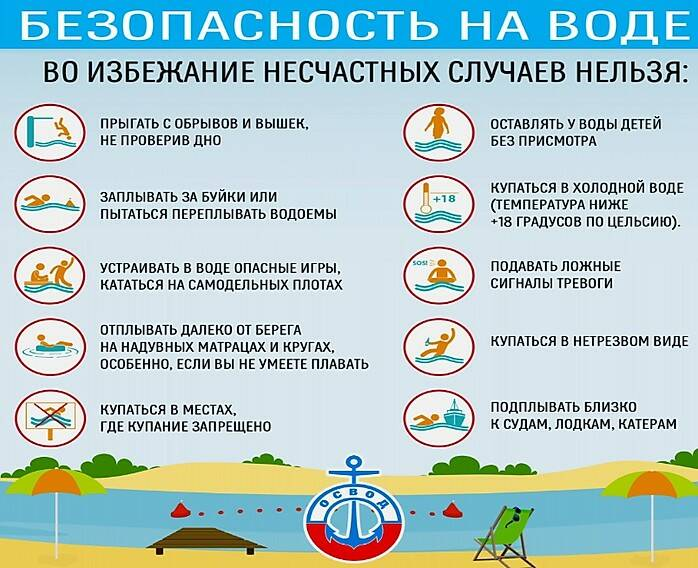 БЕЗОПАСНОСТЬ НА ВОДЕ
ВО ИЗБЕЖАНИЕ НЕСЧАСТНЫХ СЛУЧАЕВ НЕЛЬЗЯ:
ПРЫГАТЬ С ОБРЫВОВ И ВЫШЕК,
НЕ ПРОВЕРИВ ДНО
ЗАПЛЫВАТЬ ЗА БУЙКИ ИЛИ
ПЫТАТЬСЯ ПЕРЕПЛЫВАТЬ ВОДОЕМЫ
УСТРАИВАТЬ В ВОДЕ ОПАСНЫЕ ИГРЫ,
КАТАТЬСЯ НА САМОДЕЛЬНЫХ ПЛОТАХ
ОТПЛЫВАТЬ ДАЛЕКО ОТ БЕРЕГА
НА НАДУВНЫХ МАТРАЦАХ И КРУГАХ,
ОСОБЕННО, ЕСЛИ ВЫ НЕ УМЕЕТЕ ПЛАВАТЬ
КУПАТЬСЯ В МЕСТАХ,
ГДЕ КУПАНИЕ ЗАПРЕЩЕНО
ОСТАВЛЯТЬ У ВОДЫ ДЕТЕЙ
БЕЗ ПРИСМОТРА
+18
КУПАТЬСЯ В ХОЛОДНОЙ ВОДЕ
(ТЕМПЕРАТУРА НИЖЕ
+18 ГРАДУСОВ ПО ЦЕЛЬСИЮ).
SOS!
ПОДАВАТЬ ЛОЖНЫЕ
СИГНАЛЫ ТРЕВОГИ
КУПАТЬСЯ В НЕТРЕЗВОМ ВИДЕ
ПОДПЛЫВАТЬ БЛИЗКО
К СУДАМ, ЛОДКАМ, КАТЕРАМ
ОСВОД